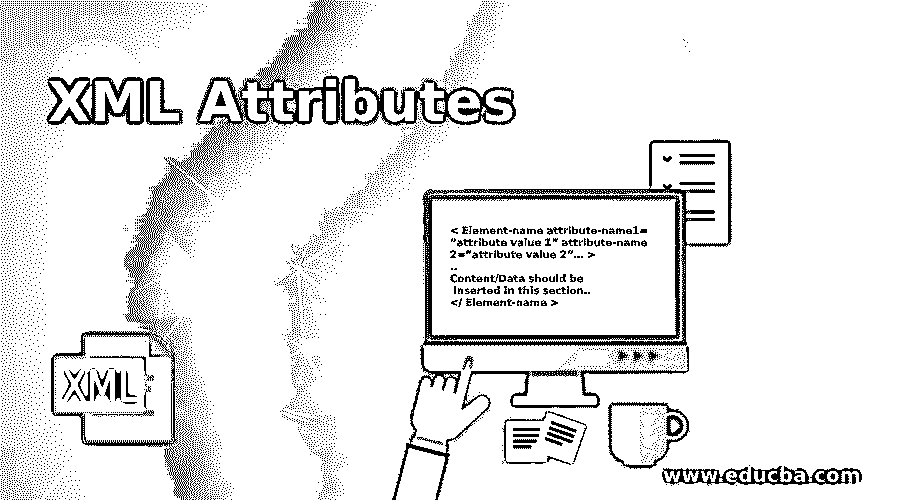 XML Attributes
< Element-name attribute-name1=
"attribute value 1" attribute-name
2="attribute value 2"... >
..
Content/Data should be
Inserted in this section..
</ Element-name >
XML
www.educba.com